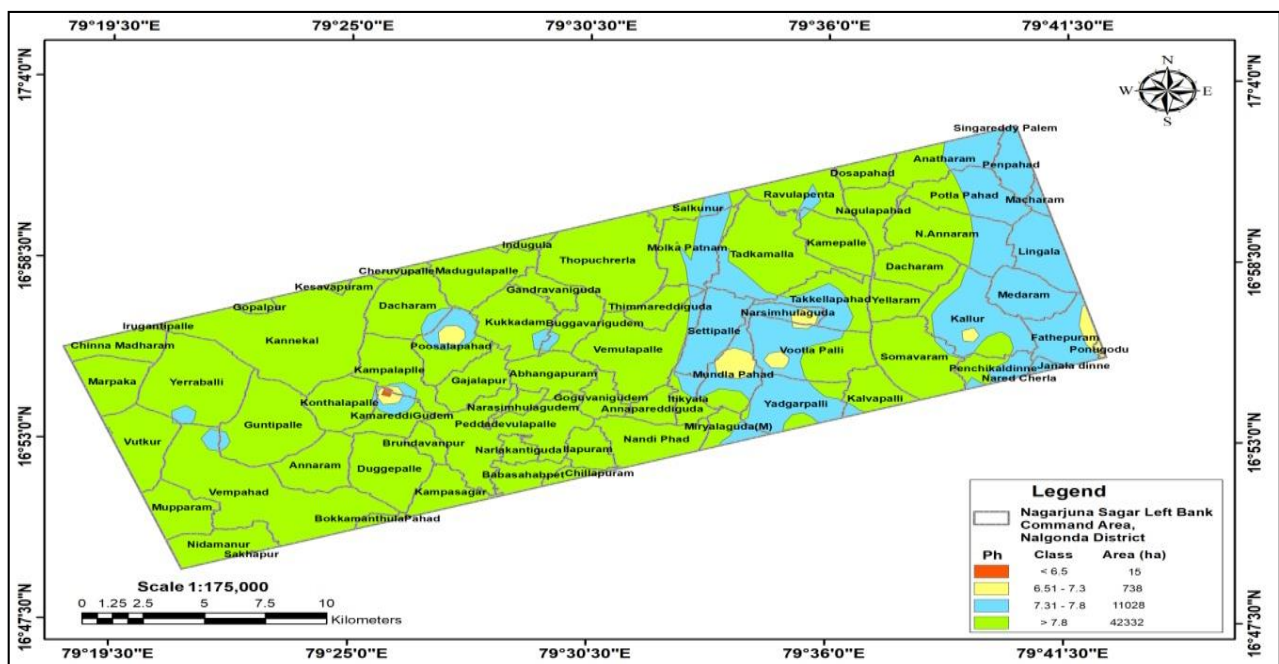 79°19'30"E 79°25'0"E 79°30'30"E 79°36'0"E 79°41'30"E
17°4'0"N 17°4'0"N
N
W E
S
Singareddy Palem
Anatharam Penpahad
Dosapahad
Ravulapenta Potla Pahad Macharam
Salkunur Nagulapahad
N.Annaram
Indugula Molka Patnam Tadkamalla Kamepalle Lingala
16°58'30"N 16°58'30"N
Thopuchrerla
Cheruvupalle Madugulapalle Dacharam
Kesavapuram Gandravaniguda Medaram
Gopalpur Dacharam Thimmareddiguda Takkellapahad Yellaram
Narsimhulaguda Kallur
Irugantipalle Kukkadam Buggavarigudem Settipalle
Kannekal Fathepuram
Chinna Madharam Poosalapahad Vemulapalle Vootla Palli Ponugodu
Somavaram
Kampalaplle Abhangapuram Mundla Pahad Penchikaldinne Janala dinne
Marpaka Yerraballi Gajalapur Nared Cherla
Konthalapalle Goguvanigudem Itikyala Kalvapalli
Narasimhulagudem Annapareddiguda Yadgarpalli
KamareddiGudem
Guntipalle Peddadevulapalle Miryalaguda(M)
Vutkur Brundavanpur Nandi Phad
16°53'0"N 16°53'0"N
Narlakantiguda Ilapuram
Annaram Duggepalle
Babasahabpet Chillapuram
Vempahad Kampasagar
Mupparam
BokkamanthulaPahad
Nidamanur
Sakhapur
Legend
Nagarjuna Sagar Left Bank
Command Area,
Nalgonda District
Ph Class Area (ha)
< 6.5 15
6.51 - 7.3 738
7.31 - 7.8 11028
> 7.8 42332
Scale 1:175,000
0 1.25 2.5 5 7.5 10
Kilometers
16°47'30"N 16°47'30"N
79°19'30"E 79°25'0"E 79°30'30"E 79°36'0"E 79°41'30"E